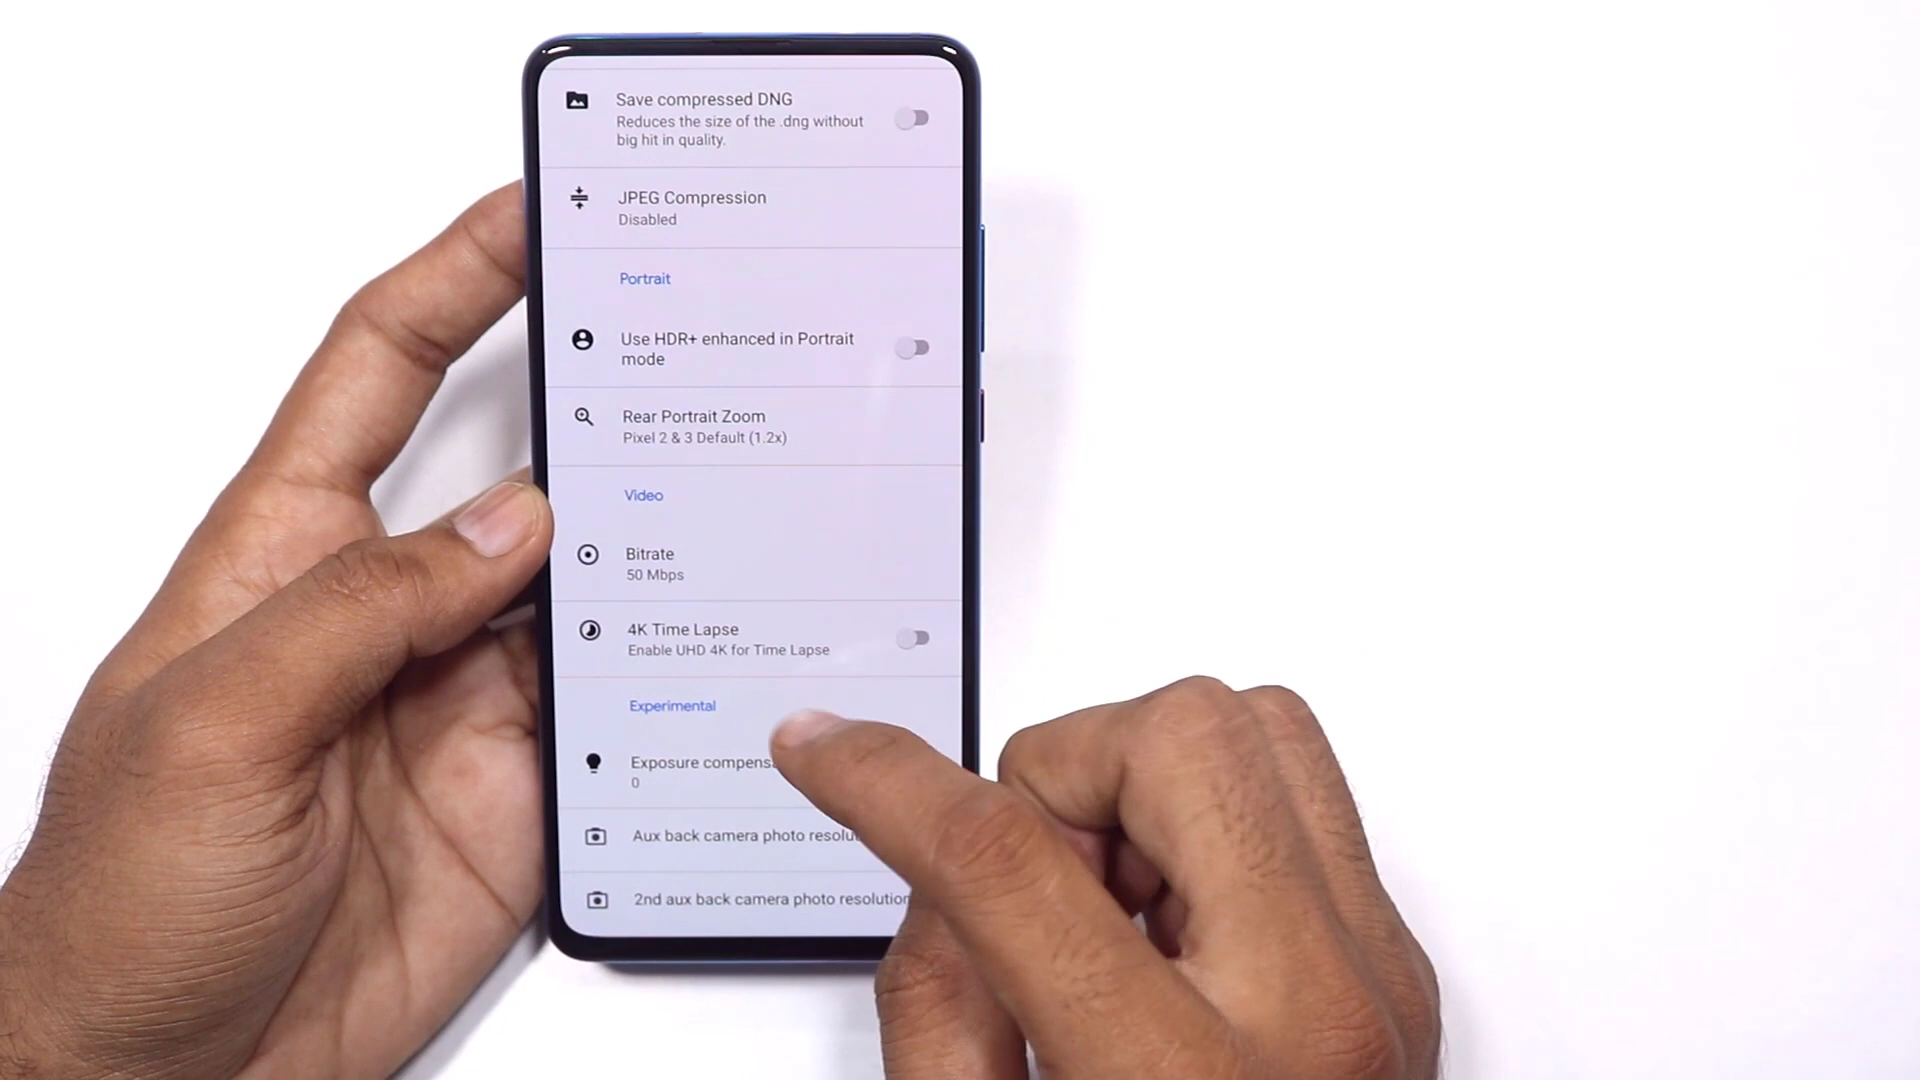 Save compressed DNG
Reduces the size of the .dng without
big hit in quality.
JPEG Compression
Disabled
Portrait
Use HDR+ enhanced in Portrait
mode
Rear Portrait Zoom
Pixel 2 & 3 Default (1.2x)
Video
Bitrate
50 Mbps
4K Time Lapse
Enable UHD 4K for Time Lapse
Experimental
Exposure
0
Aux back camera photo
2nd aux back camera photo resolution